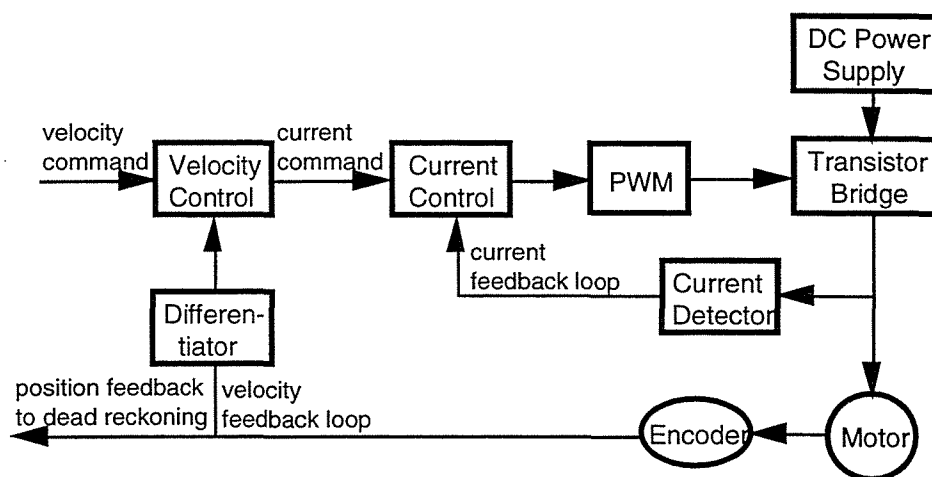 DC Power
Supply
velocity
command
Velocity
Control
current
command
Current
Control
PWM
Transistor
Bridge
current
feedback loop
Current
Detector
Differen-
tiator
position feedback
to dead reckoning
velocity
feedback loop
Encoder
Motor